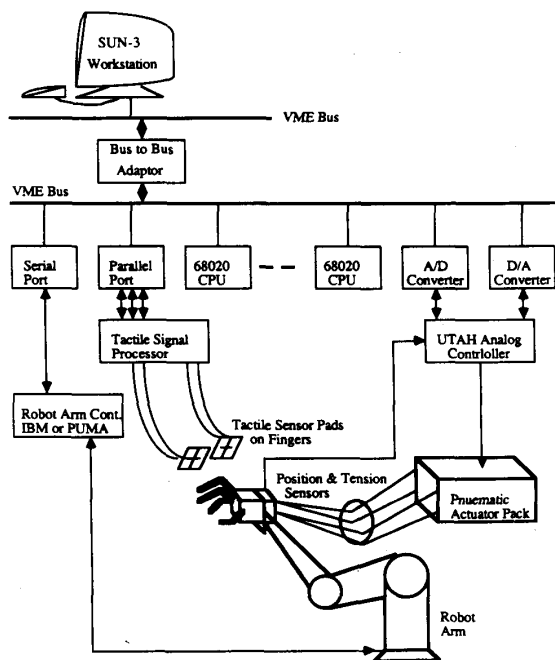 SUN-3
Workstation
VME Bus
Bus to Bus
Adaptor
VME Bus
Serial
Port
Parallel
Port
68020
CPU
68020
CPU
A/D
Converter
D/A
Converter
Tactile Signal
Processor
UTAH Analog
Contrloller
Robot Arm Cont.
IBM or PUMA
Tactile Sensor Pads
on Fingers
Position & Tension
Sensors
Pnuematic
Actuator Pack
Robot
Arm